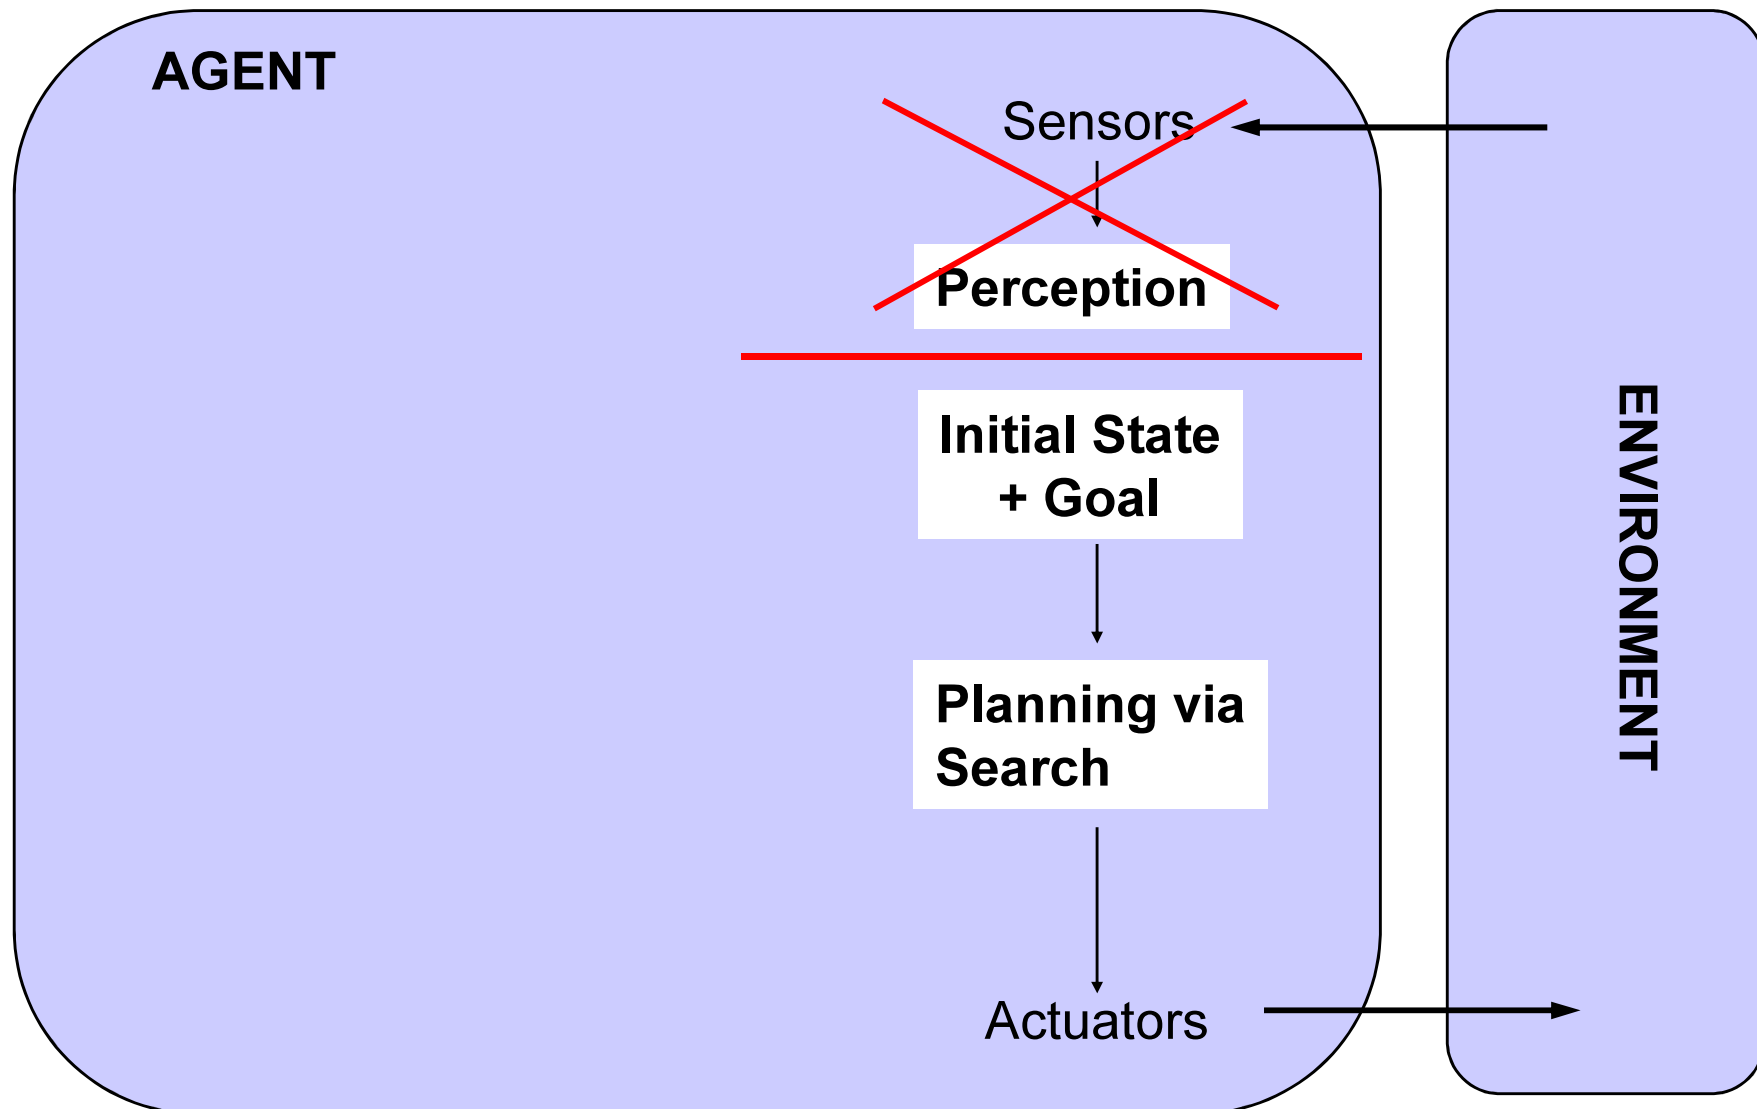 AGENT
Sensors
Perception
Initial State
+ Goal
Planning via
Search
Actuators
ENVIRONMENT